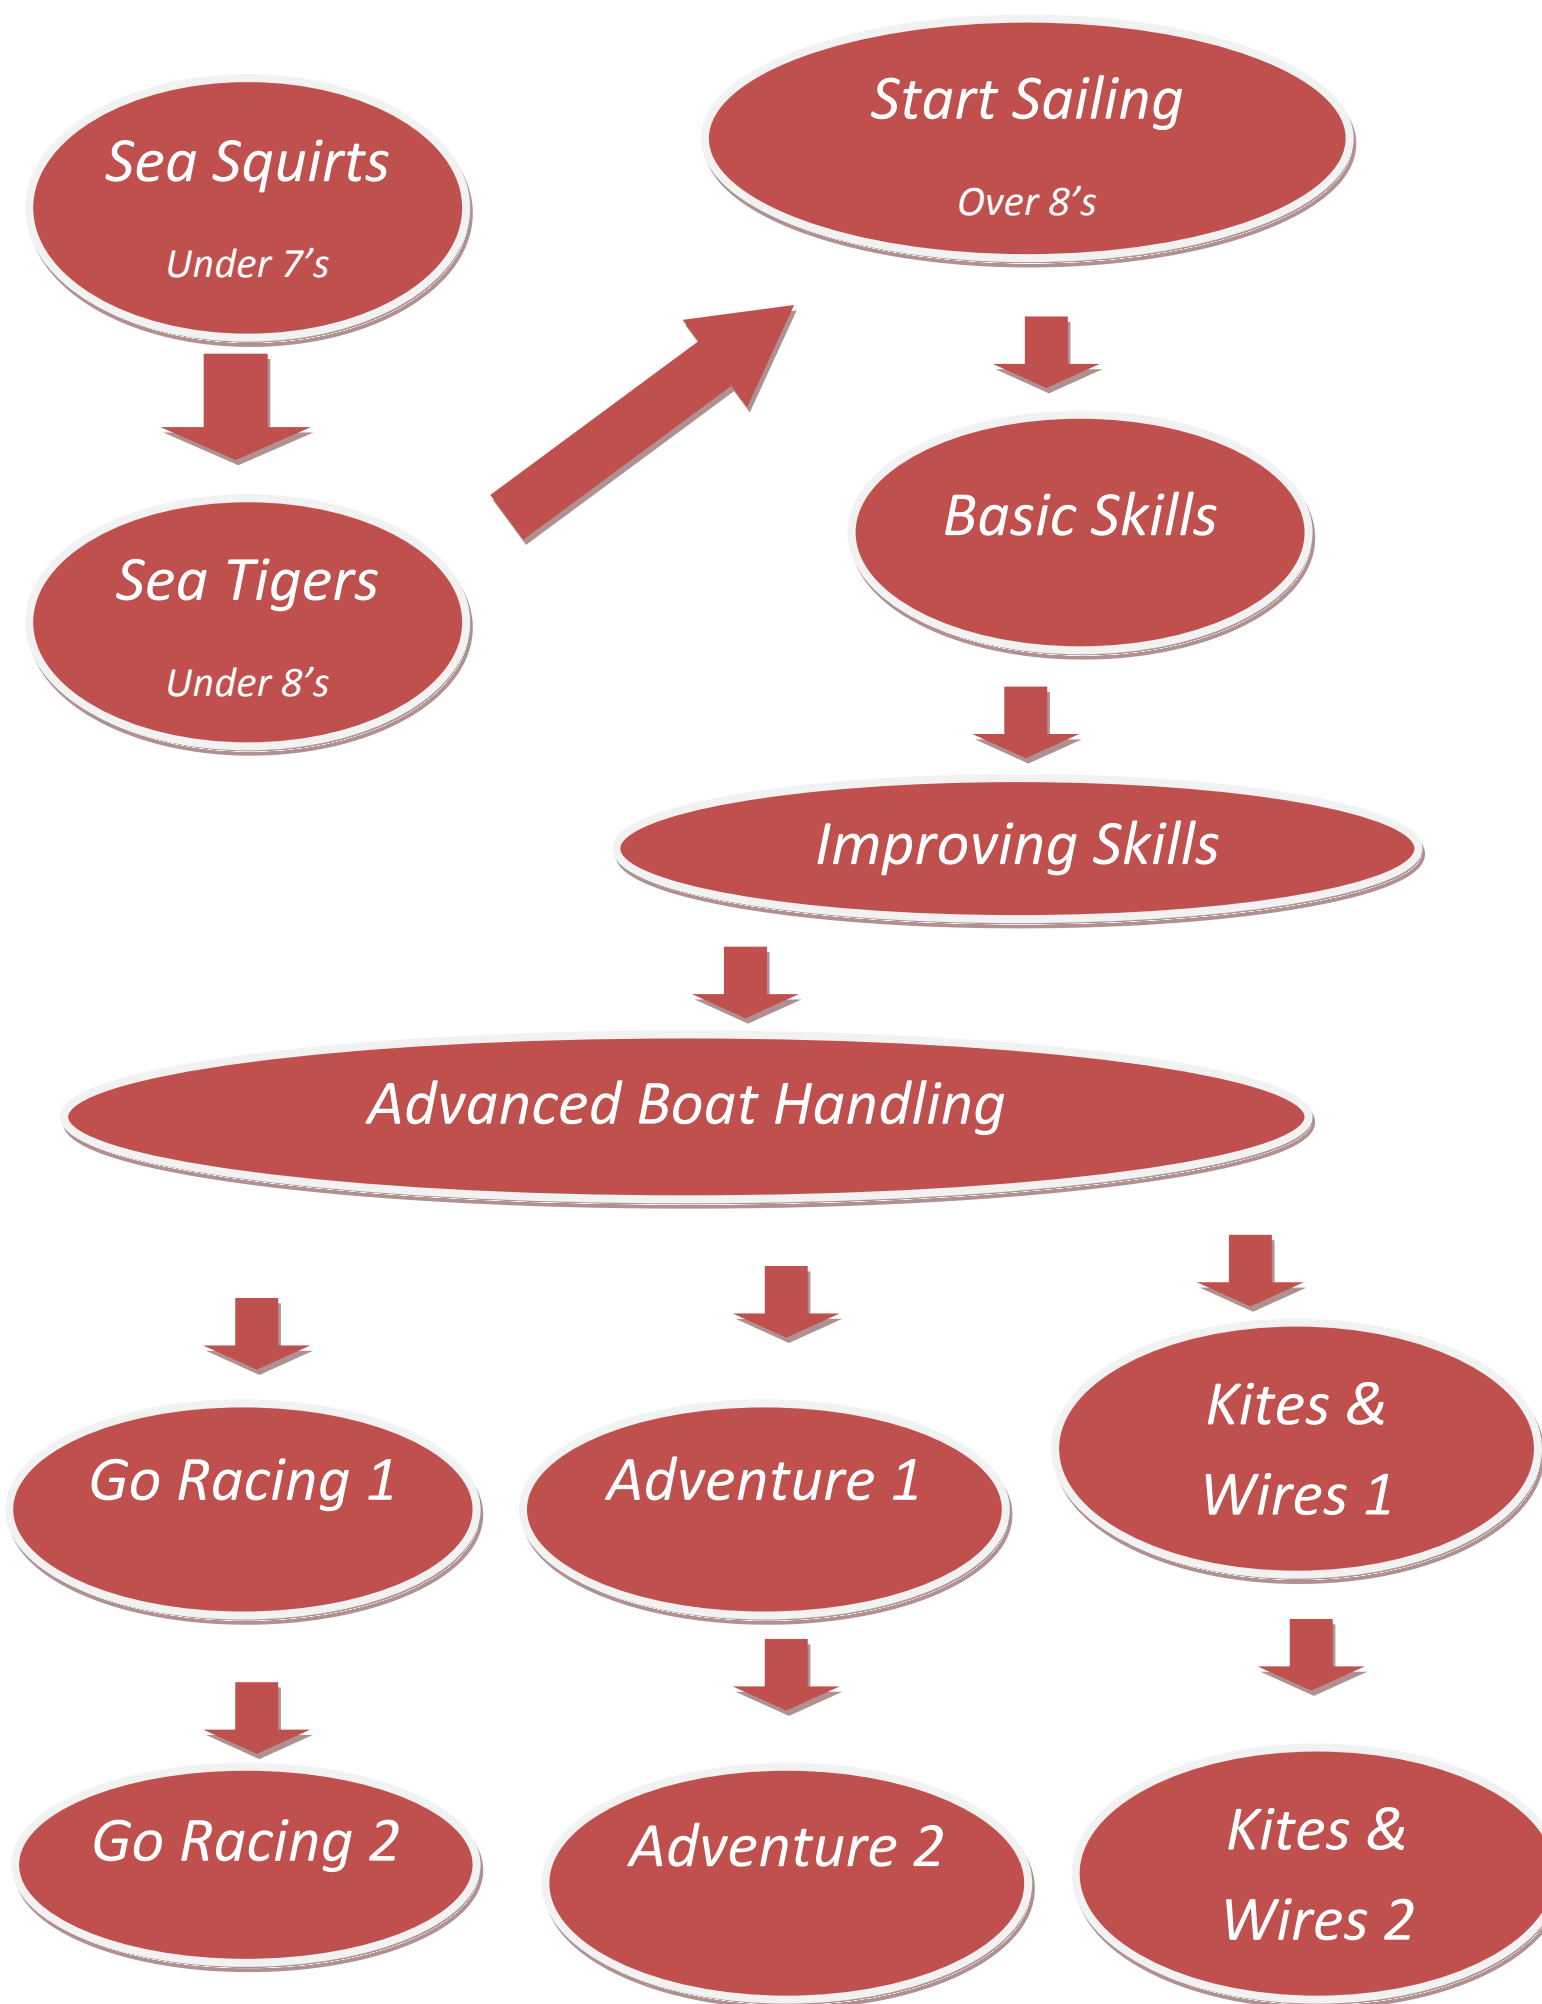 Sea Squirts
Under 7’s
Start Sailing
Over 8’s
Sea Tigers
Under 8’s
Basic Skills
Improving Skills
Advanced Boat Handling
Go Racing 1
Adventure 1
Kites &
Wires 1
Go Racing 2
Adventure 2
Kites &
Wires 2